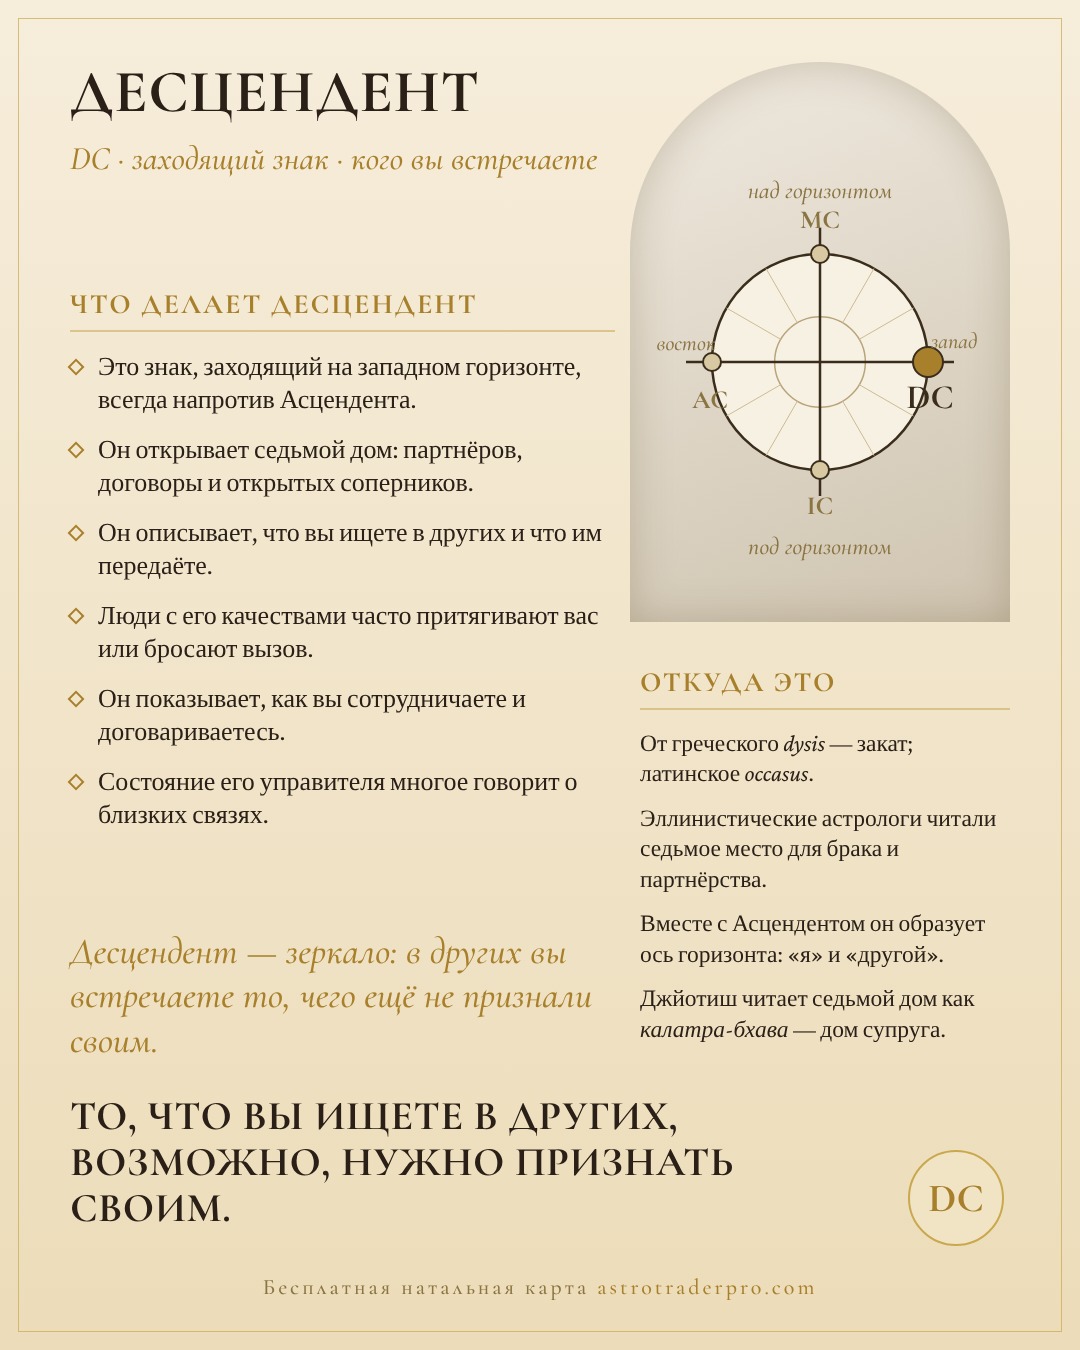 ДЕСЦЕНДЕНТ
DC · заходящий знак · кого вы встречаете
ЧТО ДЕЛАЕТ ДЕСЦЕНДЕНТ
Это знак, заходящий на западном горизонте,
всегда напротив Асцендента.
Он открывает седьмой дом: партнёров,
договоры и открытых соперников.
Он описывает, что вы ищете в других и что им
передаёте.
Люди с его качествами часто притягивают вас
или бросают вызов.
Он показывает, как вы сотрудничаете и
договариваетесь.
Состояние его управителя многое говорит о
близких связях.
Десцендент — зеркало: в других вы
встречаете то, чего ещё не признали
своим.
над горизонтом
MC
восток
запад
AC
DC
IC
под горизонтом
ОТКУДА ЭТО
От греческого dysis — закат;
латинское occasus.
Эллинистические астрологи читали
седьмое место для брака и
партнёрства.
Вместе с Асцендентом он образует
ось горизонта: «я» и «другой».
Джйотиш читает седьмой дом как
калатра-бхава — дом супруга.
ТО, ЧТО ВЫ ИЩЕТЕ В ДРУГИХ,
ВОЗМОЖНО, НУЖНО ПРИЗНАТЬ
СВОИМ.
DC
Бесплатная натальная карта astrotraderpro.com